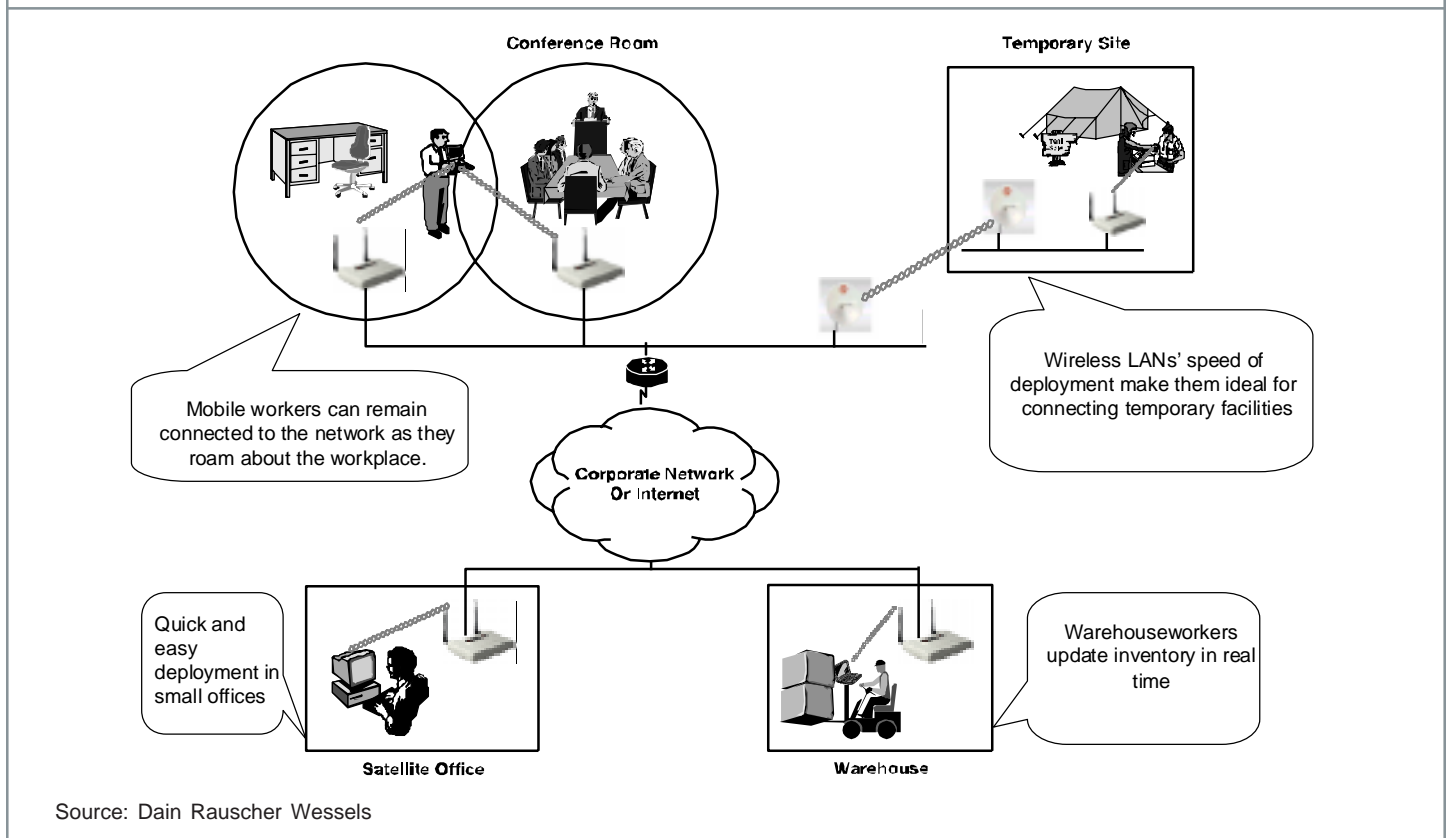 Conference Room
Temporary Site
Tent
Sale
Mobile workers can remain
connected to the network as they
roam about the workplace.
Wireless LANs' speed of
deployment make them ideal for
connecting temporary facilities
Corporate Network
Or Internet
Quick and
easy
deployment in
small offices
Warehouseworkers
update inventory in real
time
Satellite Office
Warehouse
Source: Dain Rauscher Wessels